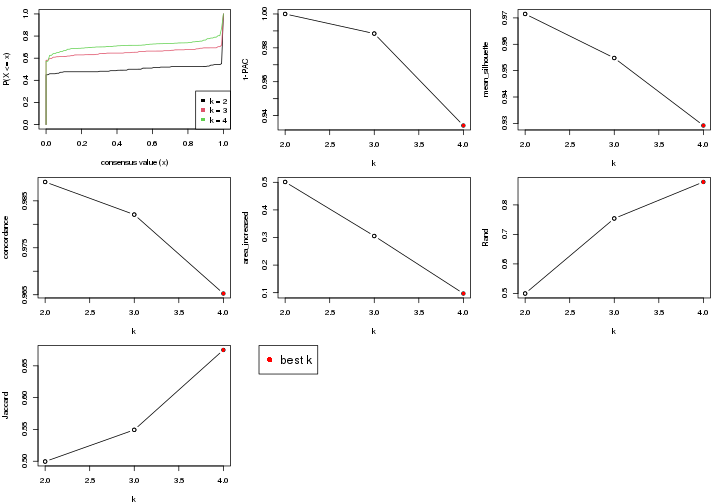 P(X <= x)
0.0 0.2 0.4 0.6 0.8 1.0
k = 2
k = 3
k = 4
0.0 0.2 0.4 0.6 0.8 1.0
consensus value (x)
1-PAC
0.94 0.96 0.98 1.00
2.0 2.5 3.0 3.5 4.0
k
mean_silhouette
0.93 0.94 0.95 0.96 0.97
2.0 2.5 3.0 3.5 4.0
k
concordance
0.965 0.975 0.985
2.0 2.5 3.0 3.5 4.0
k
area_increased
0.1 0.2 0.3 0.4 0.5
2.0 2.5 3.0 3.5 4.0
k
Rand
0.5 0.6 0.7 0.8
2.0 2.5 3.0 3.5 4.0
k
Jaccard
0.50 0.55 0.60 0.65
2.0 2.5 3.0 3.5 4.0
k
best k